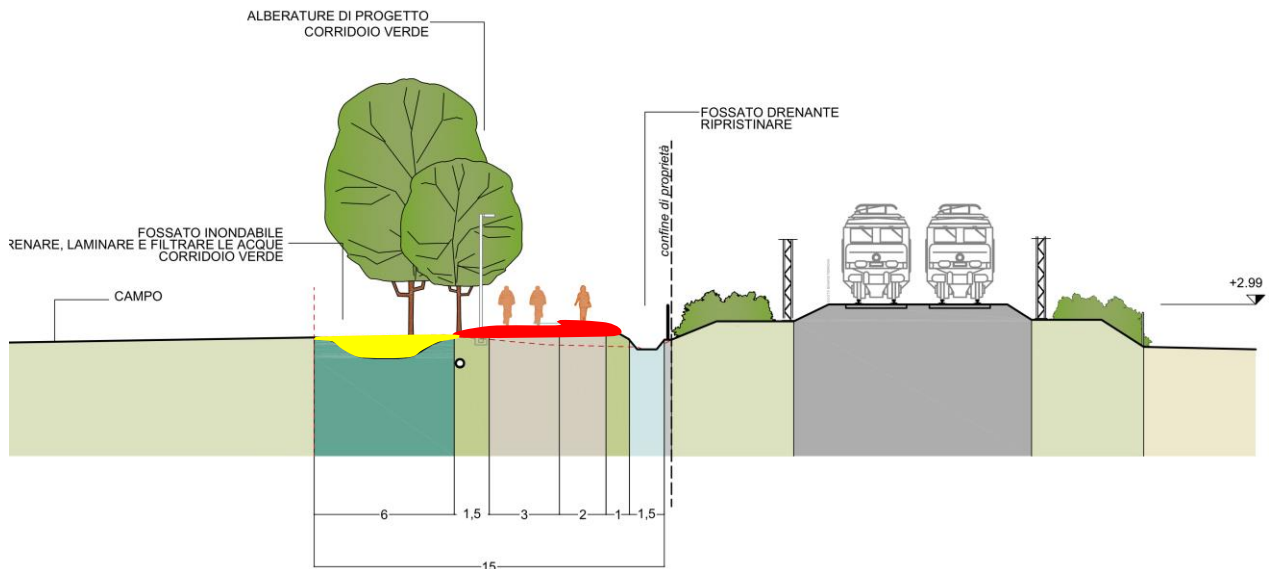 ALBERATURE DI PROGETTO
CORRIDOIO VERDE
FOSSATO DRENANTE
RIPRISTINARE
confine di proprietà
FOSSATO INONDABILE
RENARE, LAMINARE E FILTRARE LE ACQUE
CORRIDOIO VERDE
CAMPO
+2.99
6
1,5
3
2
1
1,5
15